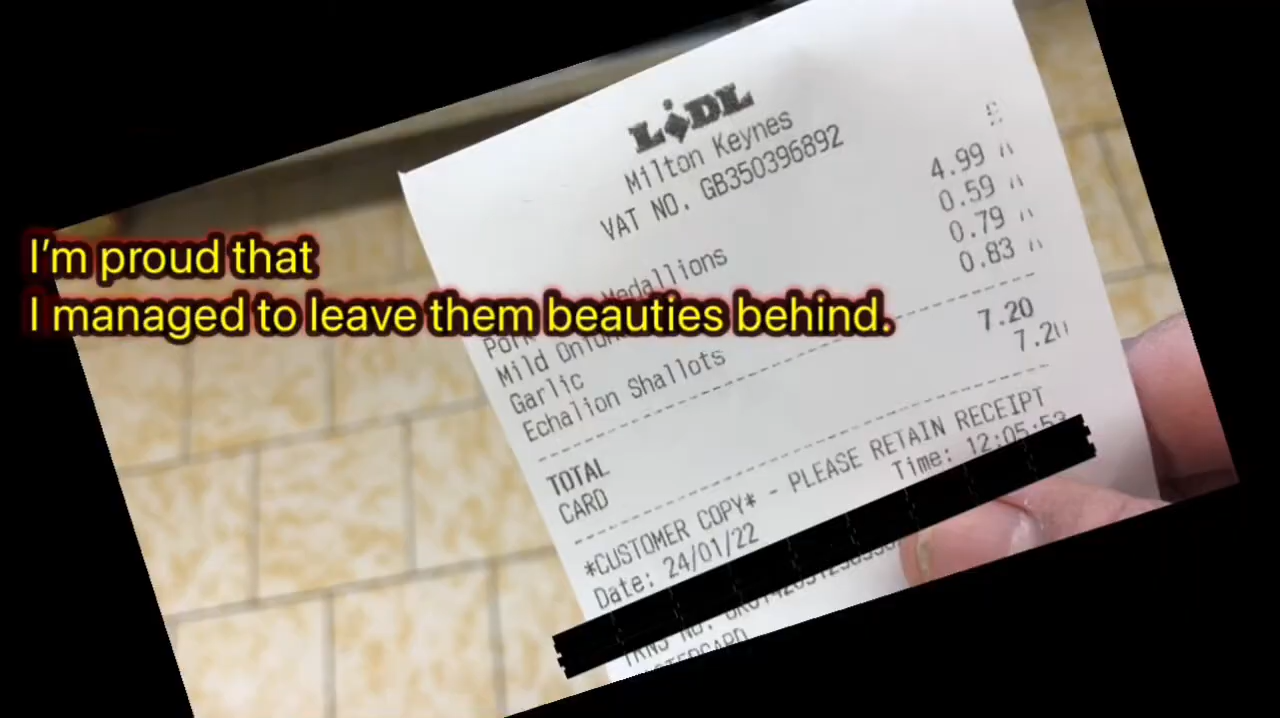 LIDL
Milton Keynes
VAT NO. GB350396892
£
Medallions 4.99 A
Mild 0.59 A
Garlic 0.79 A
Echalion Shallots 0.83 A
I'm proud that
I managed to leave them beauties behind.
TOTAL 7.20
CARD 7.20
*CUSTOMER COPY* - PLEASE RETAIN RECEIPT
Date: 24/01/22 Time: 12:05:53